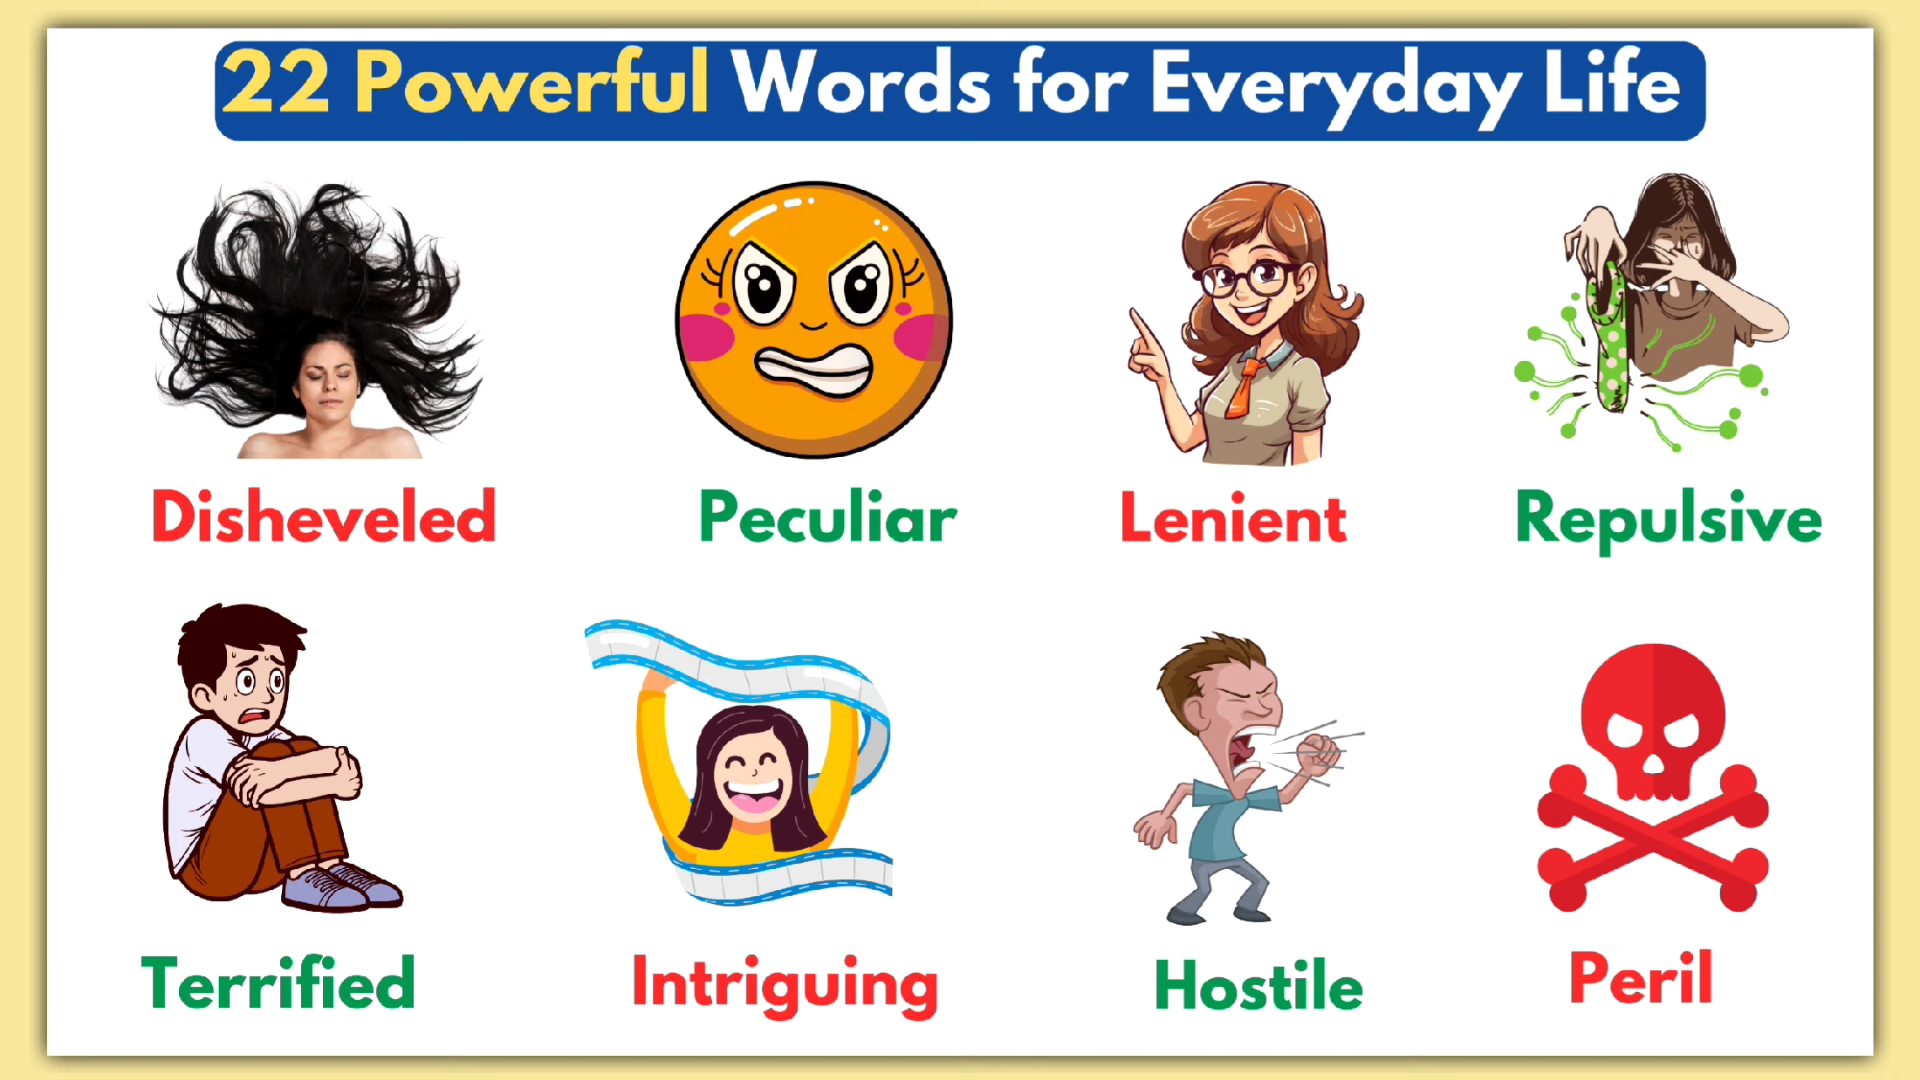 22 Powerful Words for Everyday Life
Disheveled
Peculiar
Lenient
Repulsive
Terrified
Intriguing
Hostile
Peril